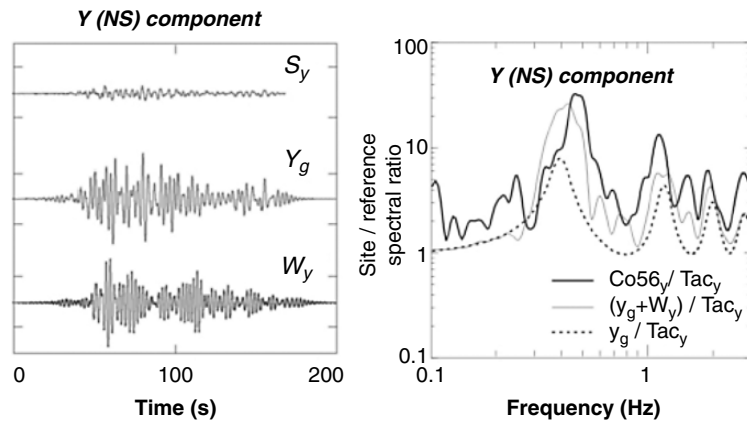 Y (NS) component
Sy
Yg
Wy
0 100 200
Time (s)
100
10
1
0.1
Site / reference
spectral ratio
Y (NS) component
Co56y/ Tacy
(yg+Wy) / Tacy
yg / Tacy
0.1 1
Frequency (Hz)